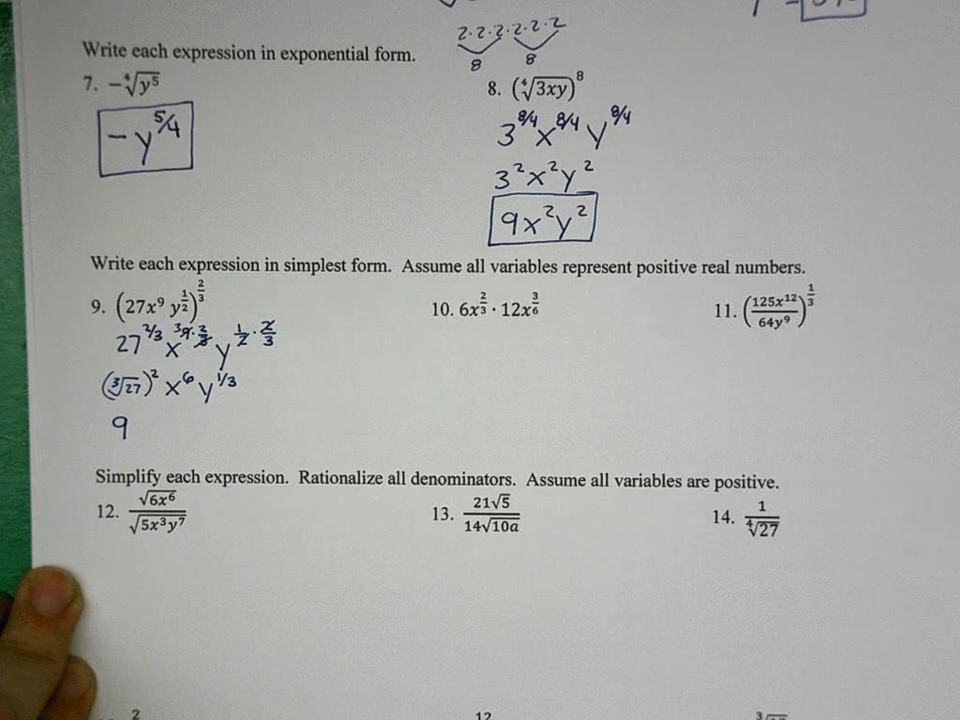 2·2·2·2·2·2
8 8
Write each expression in exponential form.
7. -∜(y⁵)
8. (∜(3xy))⁸
-y^(5/4)
3^(8/4) x^(8/4) y^(8/4)
3²x²y²
9x²y²
Write each expression in simplest form. Assume all variables represent positive real numbers.
9. (27x⁹ y^(1/2))^(2/3)
10. 6x^(2/3) · 12x^(3/6)
11. (125x¹²/64y⁹)^(1/3)
27^(2/3) x^(3 9·2/3) y^(1/2·2/3)
(∛27)² x⁶ y^(1/3)
9
Simplify each expression. Rationalize all denominators. Assume all variables are positive.
12. √(6x⁶)/√(5x³y⁷)
13. 21√5/14√(10a)
14. 1/∜27
2
12
3